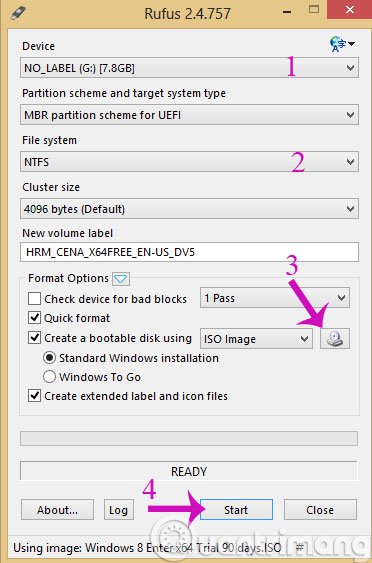 Rufus 2.4.757
Device
NO_LABEL (G:) [7.8GB]
1
Partition scheme and target system type
MBR partition scheme for UEFI
File system
NTFS
2
Cluster size
4096 bytes (Default)
New volume label
HRM_CENA_X64FREE_EN-US_DV5
3
Format Options
Check device for bad blocks 1 Pass
Quick format
Create a bootable disk using ISO Image
Standard Windows installation
Windows To Go
Create extended label and icon files
READY
4
About... Log Start Close
Quantrimang
Using image: Windows 8 Enter x64 Trial 90 days.ISO #